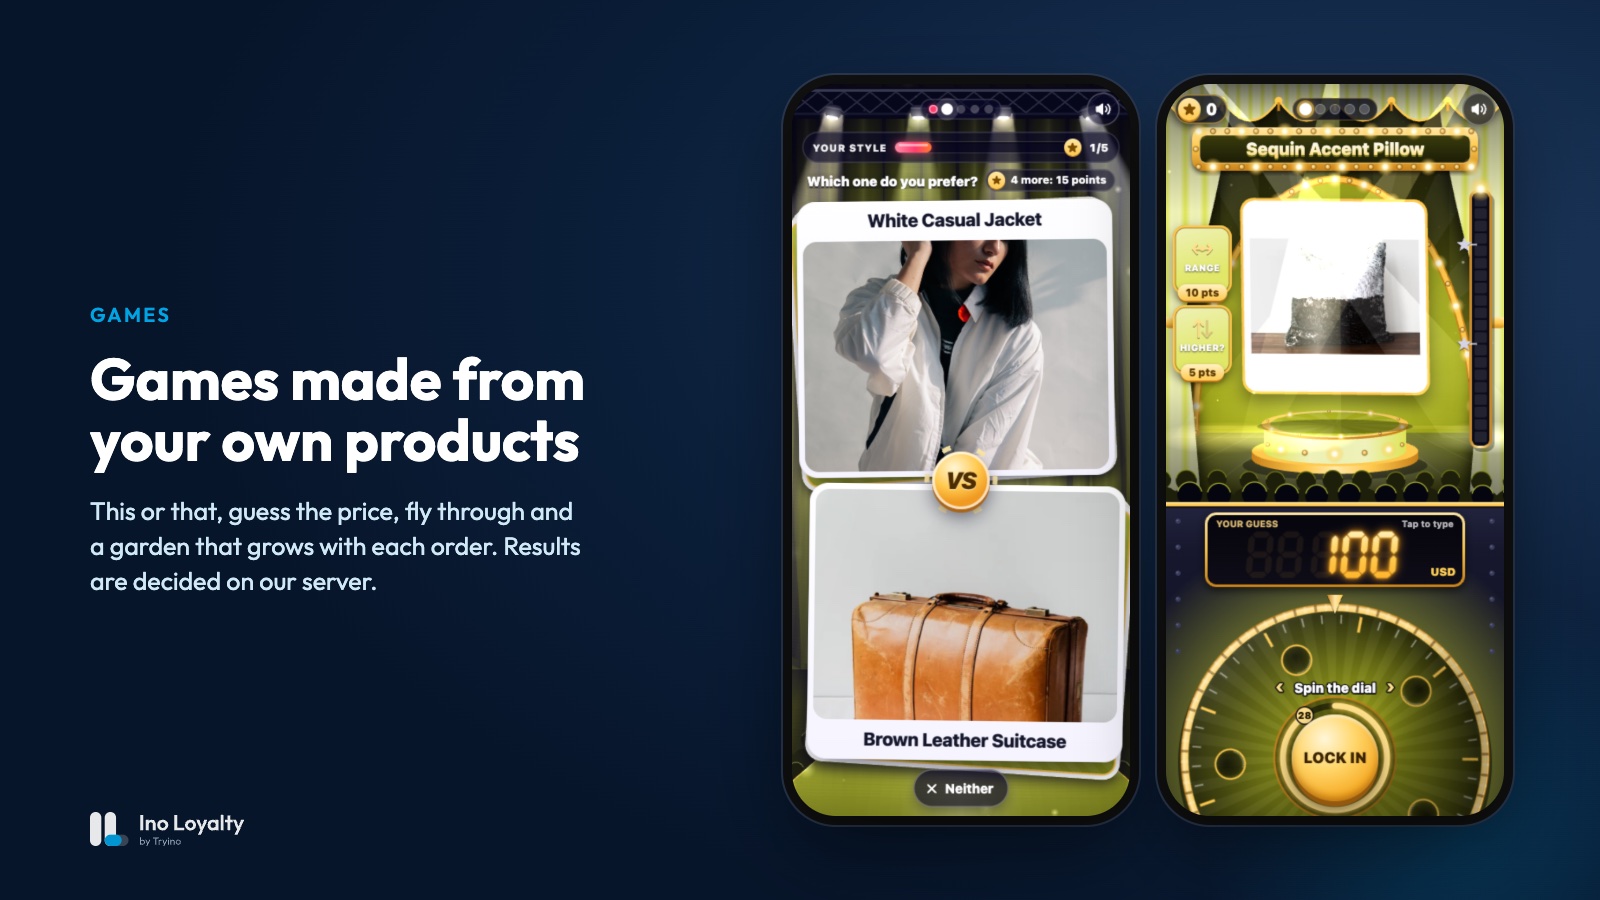 GAMES
Games made from
your own products
This or that, guess the price, fly through and
a garden that grows with each order. Results
are decided on our server.
Ino Loyalty
by Tryino
YOUR STYLE
1/5
Which one do you prefer?
4 more: 15 points
White Casual Jacket
VS
Brown Leather Suitcase
× Neither
0
Sequin Accent Pillow
RANGE
10 pts
HIGHER?
5 pts
YOUR GUESS
Tap to type
100
USD
‹ Spin the dial ›
28
LOCK IN